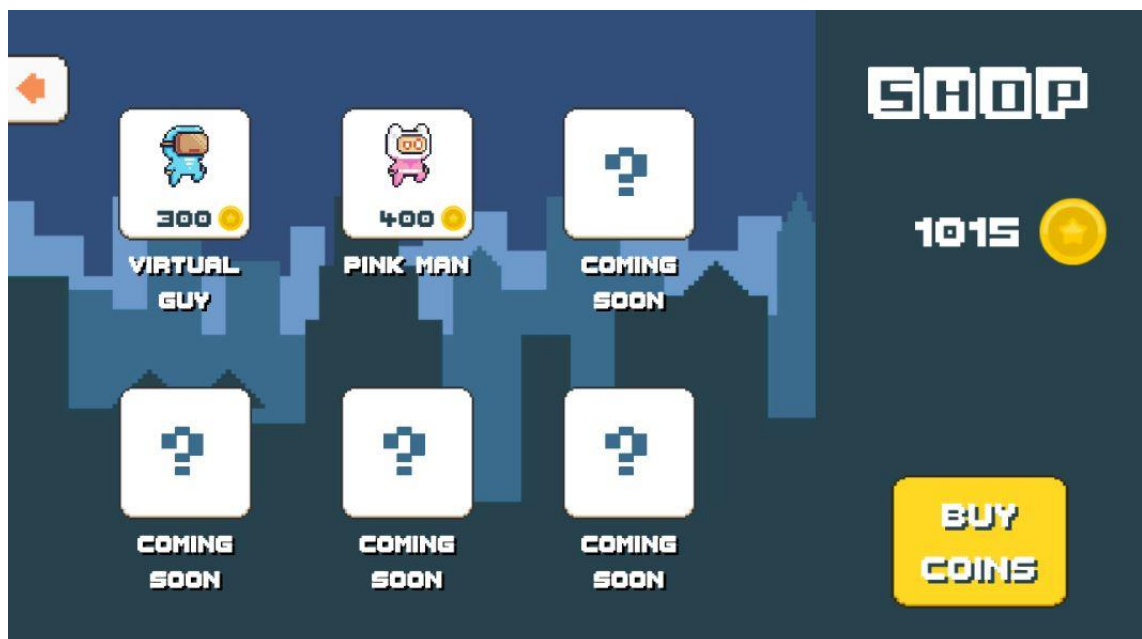 SHOP
300
400
?
VIRTUAL
GUY
PINK MAN
COMING
SOON
1015
?
?
?
COMING
SOON
COMING
SOON
COMING
SOON
BUY
COINS